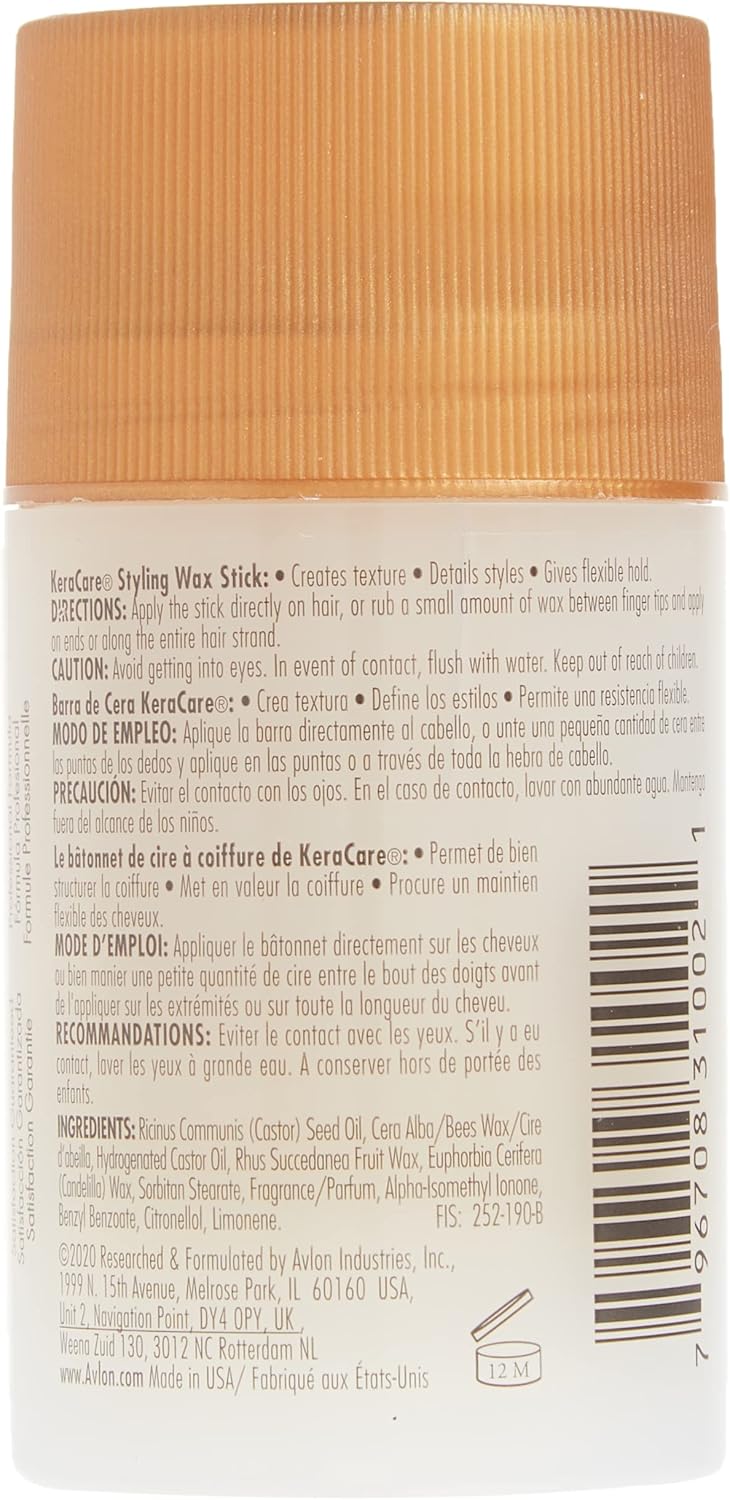 KeraCare® Styling Wax Stick: • Creates texture • Details styles • Gives flexible hold.
DIRECTIONS: Apply the stick directly on hair, or rub a small amount of wax between finger tips and apply
on ends or along the entire hair strand.
CAUTION: Avoid getting into eyes. In event of contact, flush with water. Keep out of reach of children.
Barra de Cera KeraCare®: • Crea textura • Define los estilos • Permite una resistencia flexible.
MODO DE EMPLEO: Aplique la barra directamente al cabello, o unte una pequeña cantidad de cera entre
las puntas de los dedos y aplique en las puntas o a través de toda la hebra de cabello.
PRECAUCIÓN: Evitar el contacto con los ojos. En el caso de contacto, lavar con abundante agua. Mantenga
fuera del alcance de los niños.
Le bâtonnet de cire à coiffure de KeraCare®: • Permet de bien
structurer la coiffure • Met en valeur la coiffure • Procure un maintien
flexible des cheveux.
MODE D'EMPLOI: Appliquer le bâtonnet directement sur les cheveux
ou bien manier une petite quantité de cire entre le bout des doigts avant
de l'appliquer sur les extrémités ou sur toute la longueur du cheveu.
RECOMMANDATIONS: Eviter le contact avec les yeux. S'il y a eu
contact, laver les yeux à grande eau. A conserver hors de portée des
enfants.
INGREDIENTS: Ricinus Communis (Castor) Seed Oil, Cera Alba/Bees Wax/Cire
d'abeilla, Hydrogenated Castor Oil, Rhus Succedanea Fruit Wax, Euphorbia Cerifera
(Candelilla) Wax, Sorbitan Stearate, Fragrance/Parfum, Alpha-Isomethyl Ionone,
Benzyl Benzoate, Citronellol, Limonene. FIS: 252-190-B
©2020 Researched & Formulated by Avlon Industries, Inc.,
1999 N. 15th Avenue, Melrose Park, IL 60160 USA,
Unit 2, Navigation Point, DY4 0PY, UK,
Weena Zuid 130, 3012 NC Rotterdam NL
www.Avlon.com Made in USA/ Fabriqué aux États-Unis
12 M
7 96708 31002 1
Professional Formula
Fórmula Profesional
Formule Professionnelle
Satisfaction Guaranteed
Satisfacción Garantizada
Satisfaction Garantie